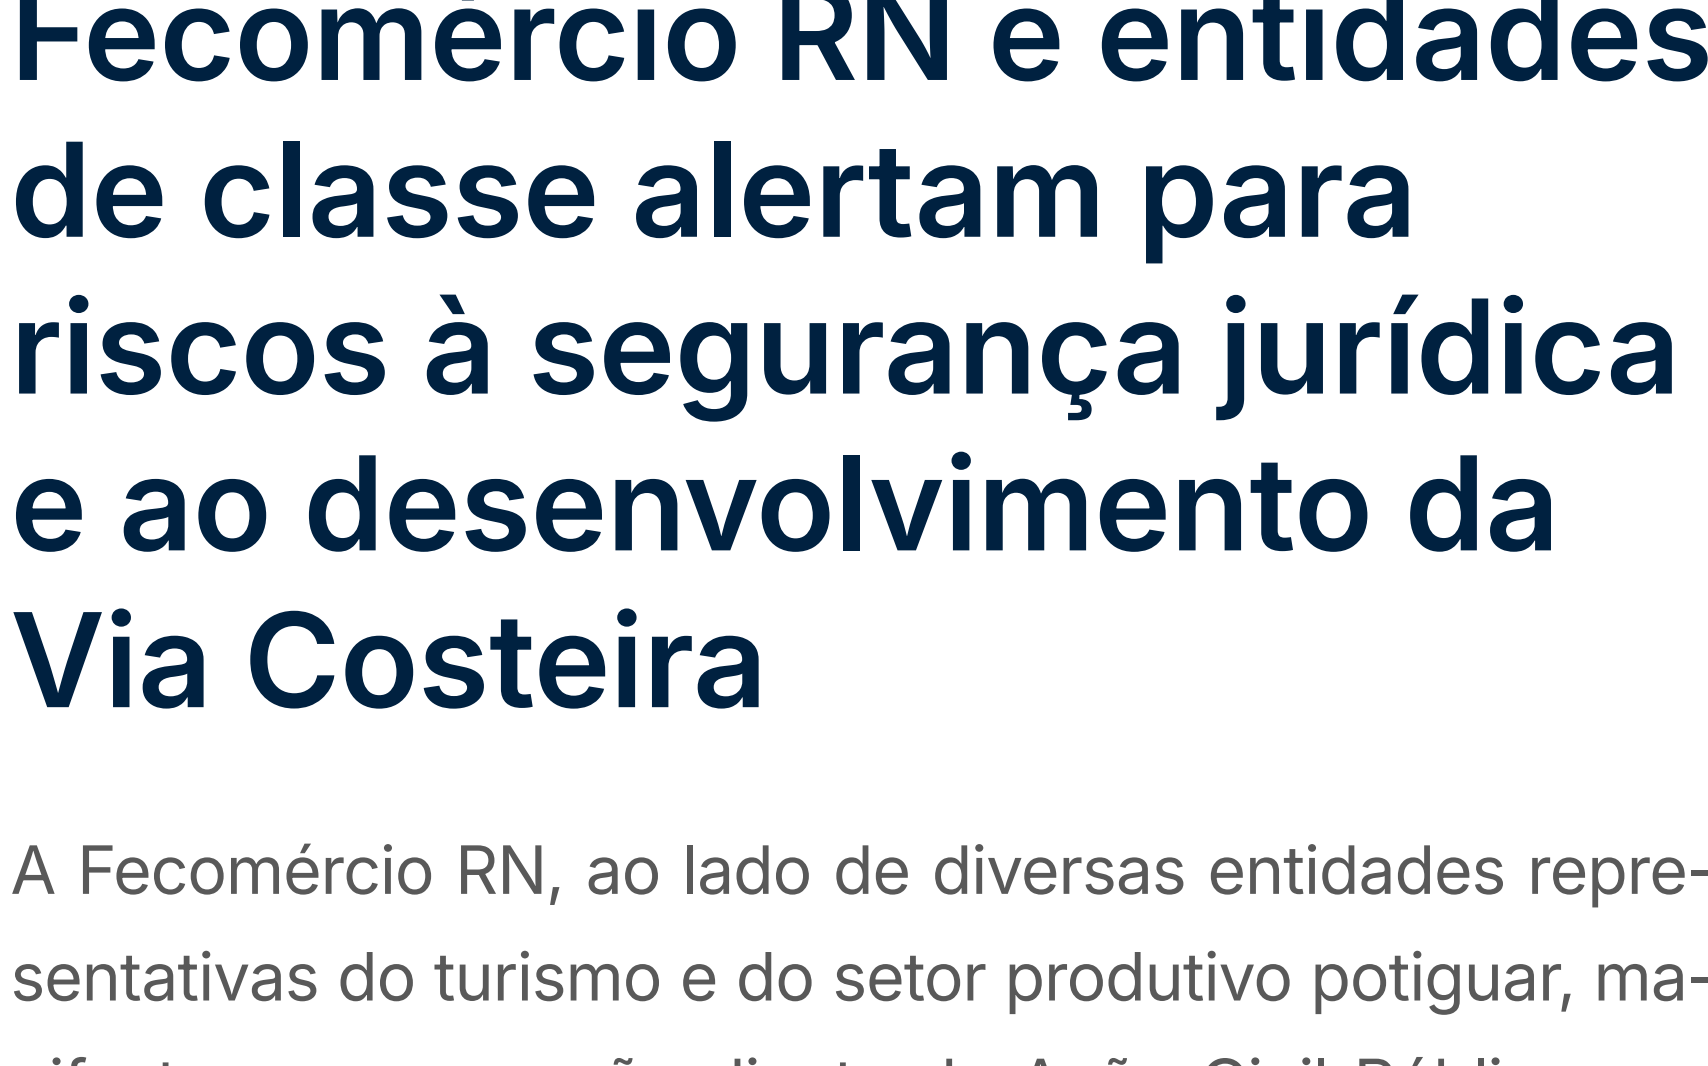 Fecomércio RN e entidades
de classe alertam para
riscos à segurança jurídica
e ao desenvolvimento da
Via Costeira
A Fecomércio RN, ao lado de diversas entidades repre-
sentativas do turismo e do setor produtivo potiguar, ma-